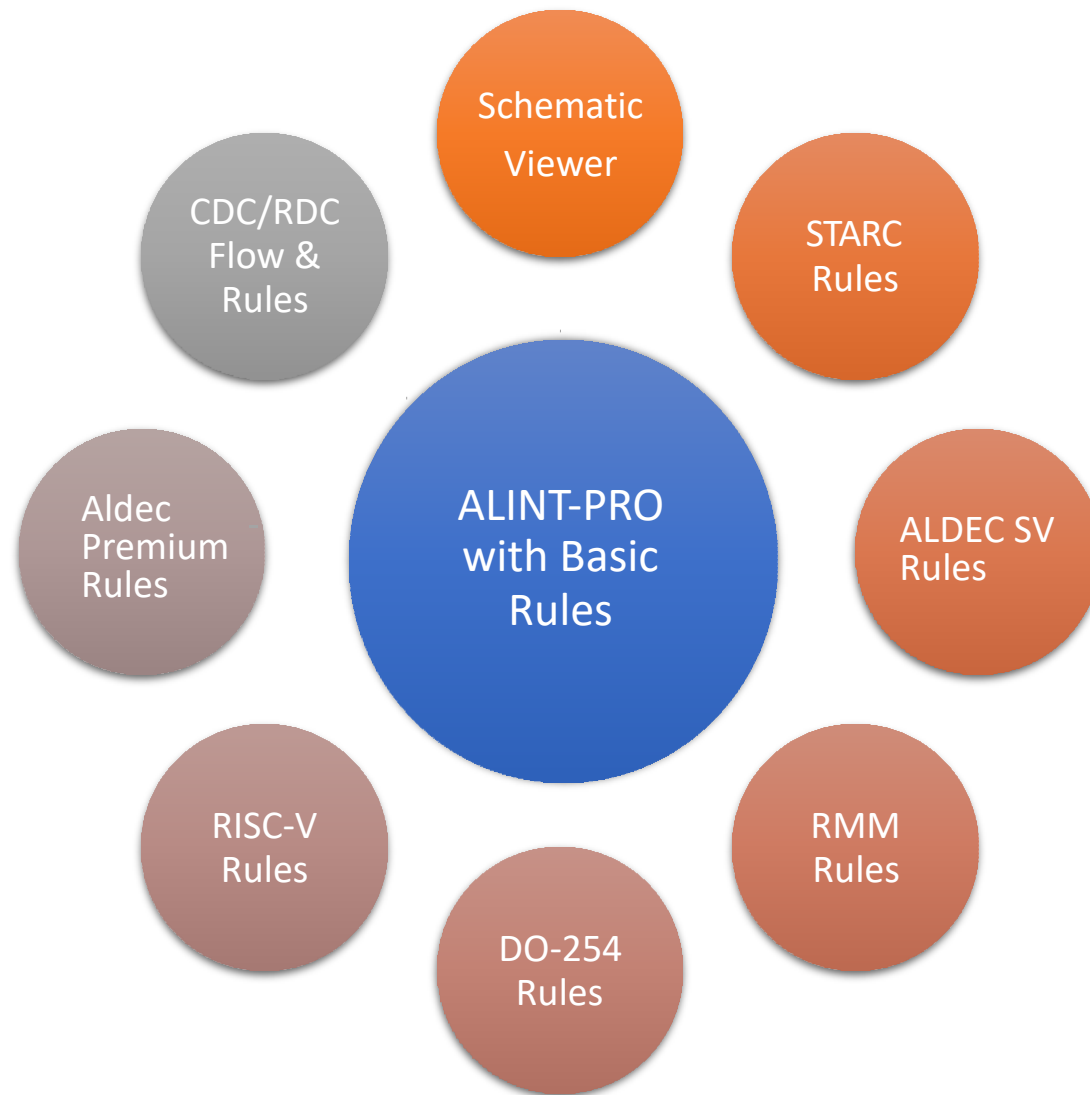 Schematic
Viewer
STARC
Rules
ALDEC SV
Rules
RMM
Rules
DO-254
Rules
RISC-V
Rules
Aldec
Premium
Rules
CDC/RDC
Flow &
Rules
ALINT-PRO
with Basic
Rules